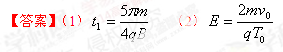 【答案】(1) t₁ = 5πm/4qB (2) E = 2mv₀/qT₀